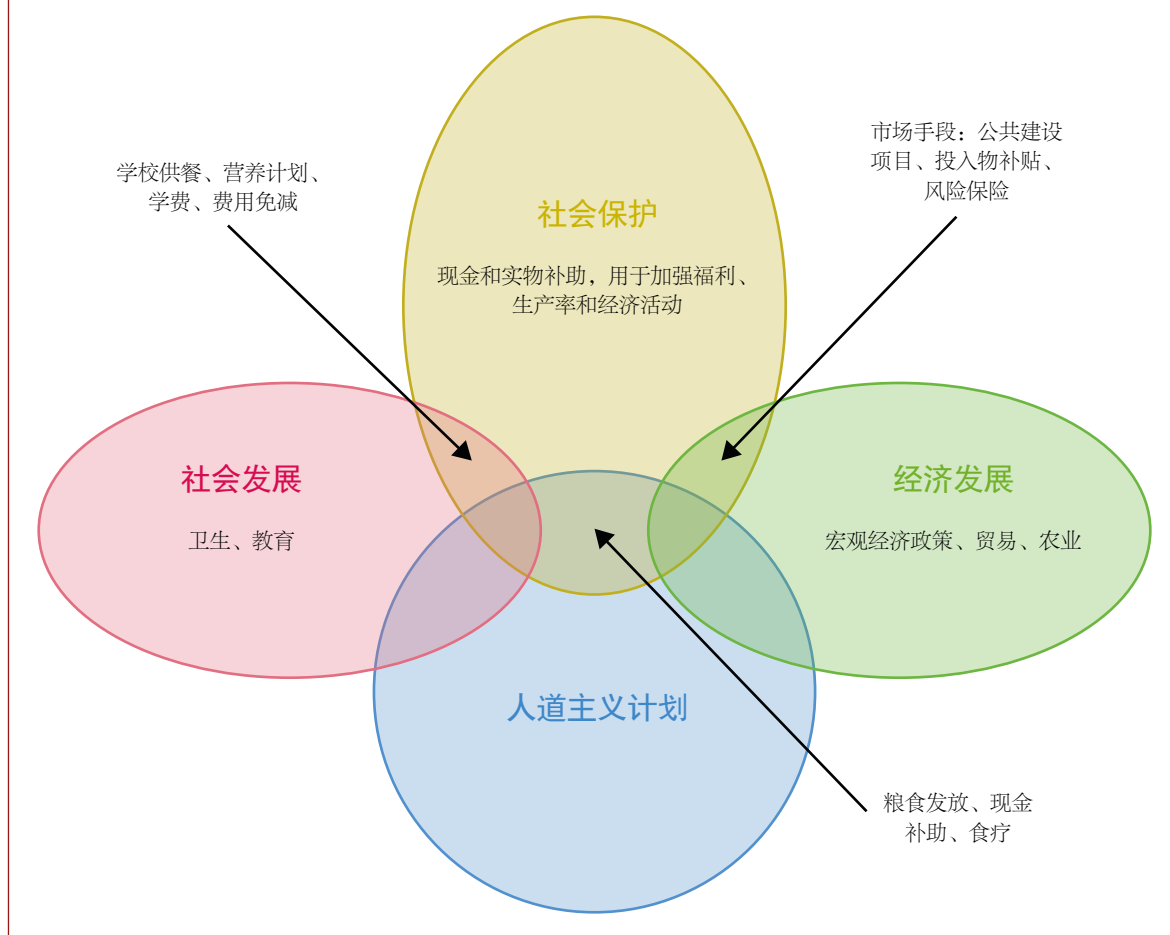 市场手段：公共建设
项目、投入物补贴、
风险保险
学校供餐、营养计划、
学费、费用免减
社会保护
现金和实物补助，用于加强福利、
生产率和经济活动
社会发展
卫生、教育
经济发展
宏观经济政策、贸易、农业
人道主义计划
粮食发放、现金
补助、食疗